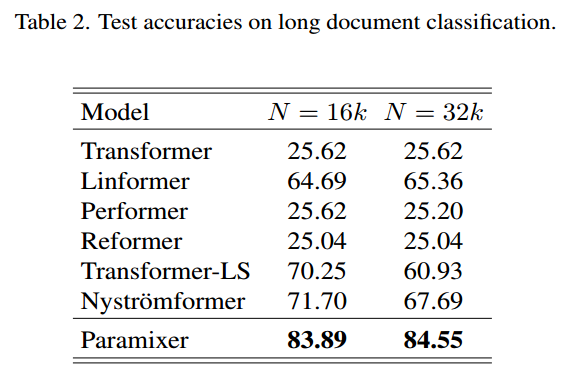 Table 2. Test accuracies on long document classification.
Model N = 16k N = 32k
Transformer 25.62 25.62
Linformer 64.69 65.36
Performer 25.62 25.20
Reformer 25.04 25.04
Transformer-LS 70.25 60.93
Nyströmformer 71.70 67.69
Paramixer 83.89 84.55